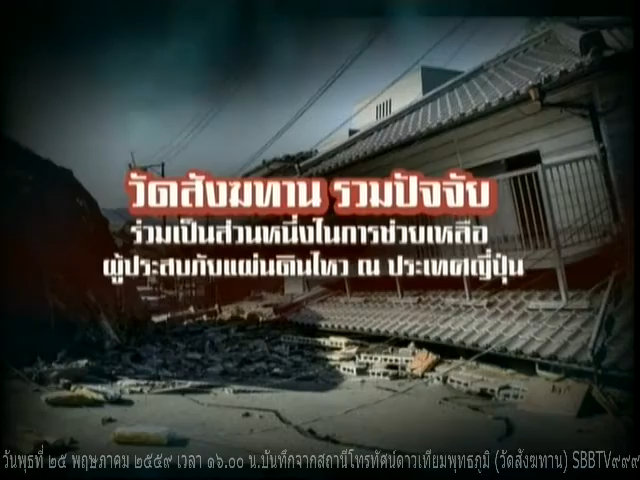 วัดสังฆทาน รวมปัจจัย
ร่วมเป็นส่วนหนึ่งในการช่วยเหลือ
ผู้ประสบภัยแผ่นดินไหว ณ ประเทศญี่ปุ่น
วันพุธที่ ๒๕ พฤษภาคม ๒๕๕๙ เวลา ๑๖.๐๐ น.บันทึกจากสถานีโทรทัศน์ดาวเทียมพุทธภูมิ (วัดสังฆทาน) SBBTV๙๙๙